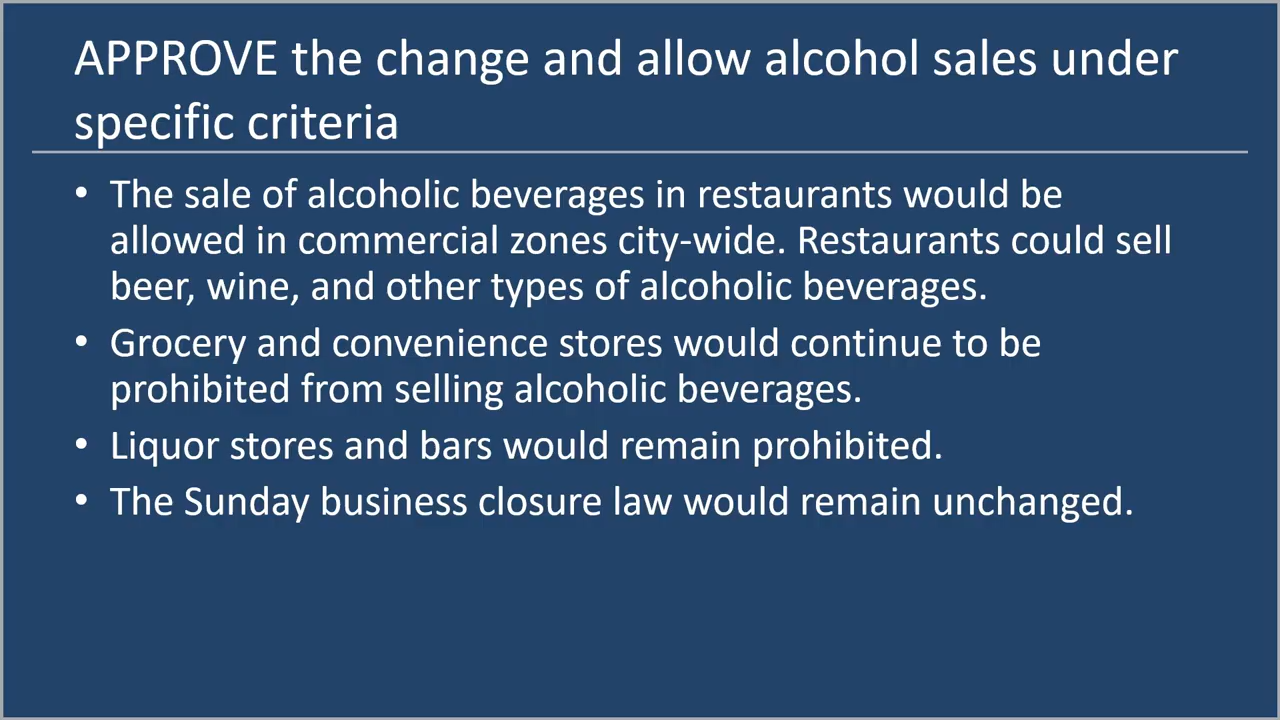 APPROVE the change and allow alcohol sales under
specific criteria
• The sale of alcoholic beverages in restaurants would be
allowed in commercial zones city-wide. Restaurants could sell
beer, wine, and other types of alcoholic beverages.
• Grocery and convenience stores would continue to be
prohibited from selling alcoholic beverages.
• Liquor stores and bars would remain prohibited.
• The Sunday business closure law would remain unchanged.